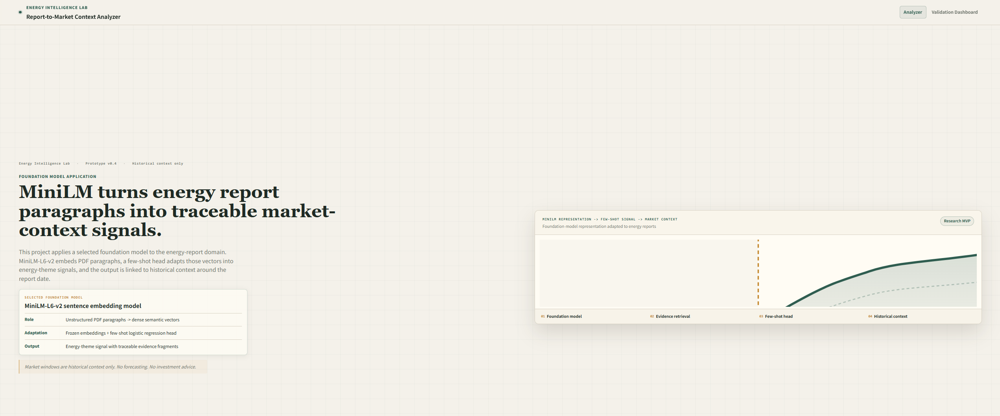 ENERGY INTELLIGENCE LAB
Report-to-Market Context Analyzer
Analyzer
Validation Dashboard
Energy Intelligence Lab · Prototype v0.4 · Historical context only
FOUNDATION MODEL APPLICATION
MiniLM turns energy report
paragraphs into traceable market-
context signals.
This project applies a selected foundation model to the energy-report domain.
MiniLM-L6-v2 embeds PDF paragraphs, a few-shot head adapts those vectors into
energy-theme signals, and the output is linked to historical context around the
report date.
SELECTED FOUNDATION MODEL
MiniLM-L6-v2 sentence embedding model
Role Unstructured PDF paragraphs -> dense semantic vectors
Adaptation Frozen embeddings + few-shot logistic regression head
Output Energy-theme signal with traceable evidence fragments
Market windows are historical context only. No forecasting. No investment advice.
MINILM REPRESENTATION -> FEW-SHOT SIGNAL -> MARKET CONTEXT
Foundation-model representation adapted to energy reports
Research MVP
01 Foundation model
02 Evidence retrieval
03 Few-shot head
04 Historical context